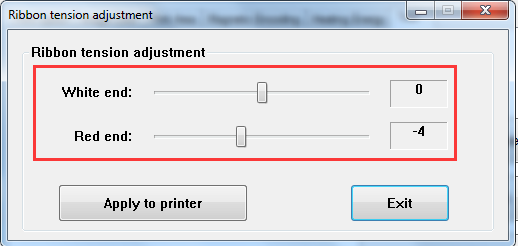 Ribbon tension adjustment
Ribbon tension adjustment
White end: 0
Red end: -4
Apply to printer Exit